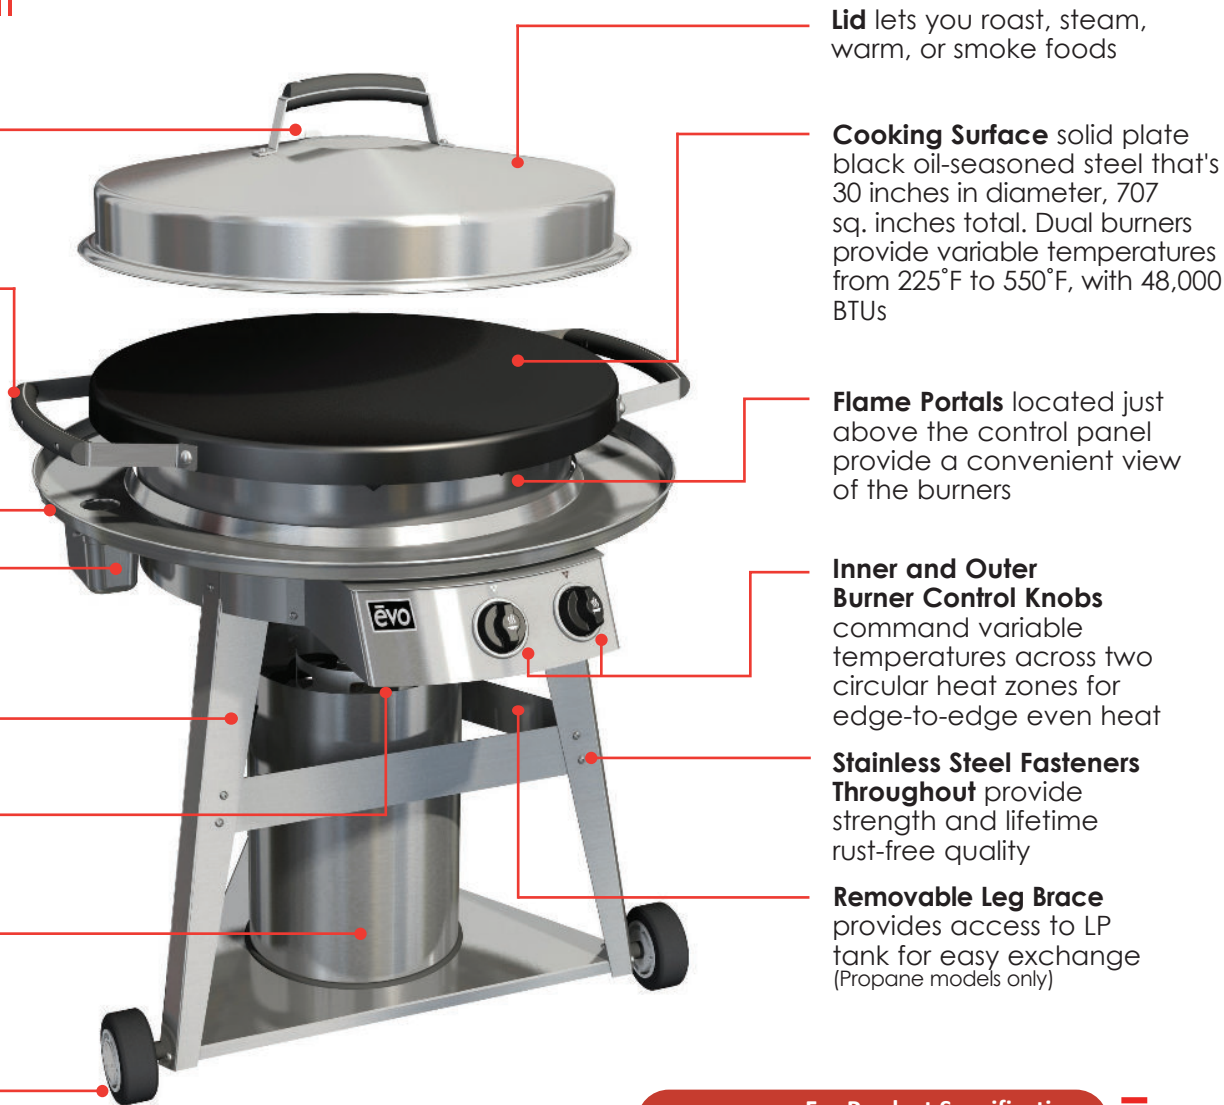 Lid lets you roast, steam,
warm, or smoke foods
Cooking Surface solid plate
black oil-seasoned steel that's
30 inches in diameter, 707
sq. inches total. Dual burners
provide variable temperatures
from 225˚F to 550˚F, with 48,000
BTUs
Flame Portals located just
above the control panel
provide a convenient view
of the burners
ēvo
Inner and Outer
Burner Control Knobs
command variable
temperatures across two
circular heat zones for
edge-to-edge even heat
Stainless Steel Fasteners
Throughout provide
strength and lifetime
rust-free quality
Removable Leg Brace
provides access to LP
tank for easy exchange
(Propane models only)
For Product Specifications